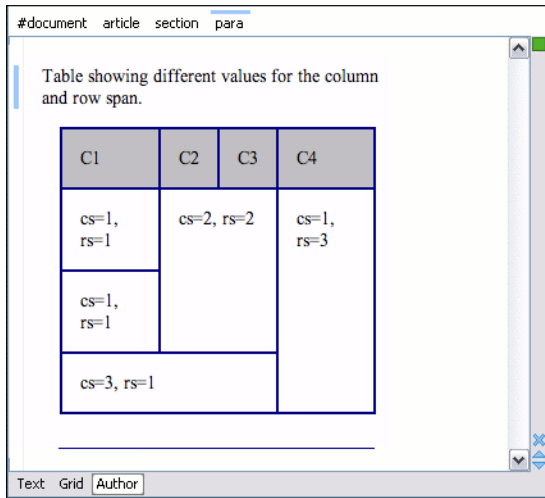 #document article section para
Table showing different values for the column
and row span.
C1 C2 C3 C4
cs=1,
rs=1
cs=2, rs=2
cs=1,
rs=3
cs=1,
rs=1
cs=3, rs=1
Text Grid Author